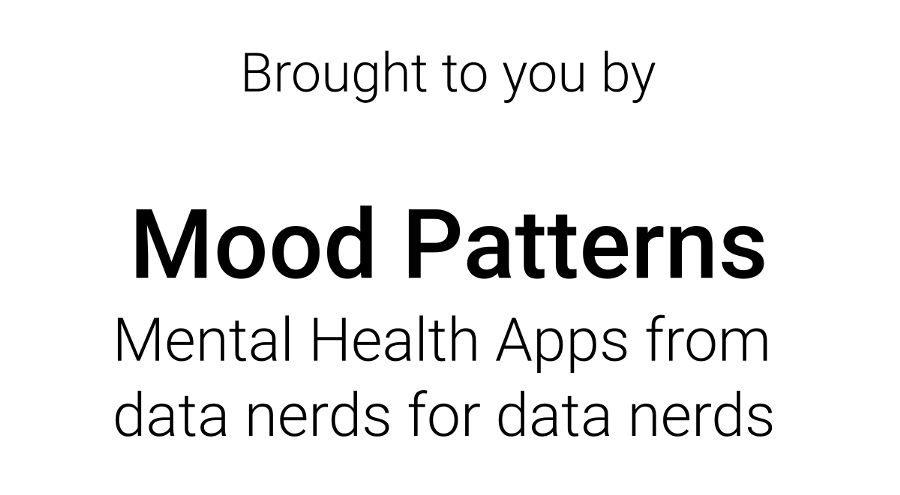 Brought to you by
Mood Patterns
Mental Health Apps from
data nerds for data nerds